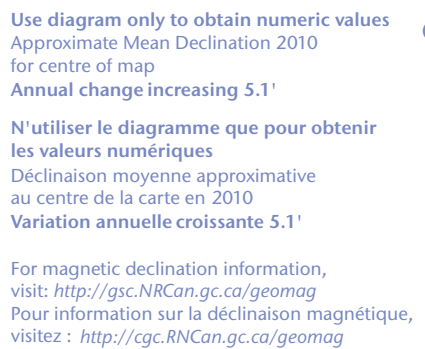 Use diagram only to obtain numeric values
Approximate Mean Declination 2010
for centre of map
Annual change increasing 5.1'
N'utiliser le diagramme que pour obtenir
les valeurs numériques
Déclinaison moyenne approximative
au centre de la carte en 2010
Variation annuelle croissante 5.1'
For magnetic declination information,
visit: http://gsc.NRCan.gc.ca/geomag
Pour information sur la déclinaison magnétique,
visitez : http://cgc.RNCan.gc.ca/geomag